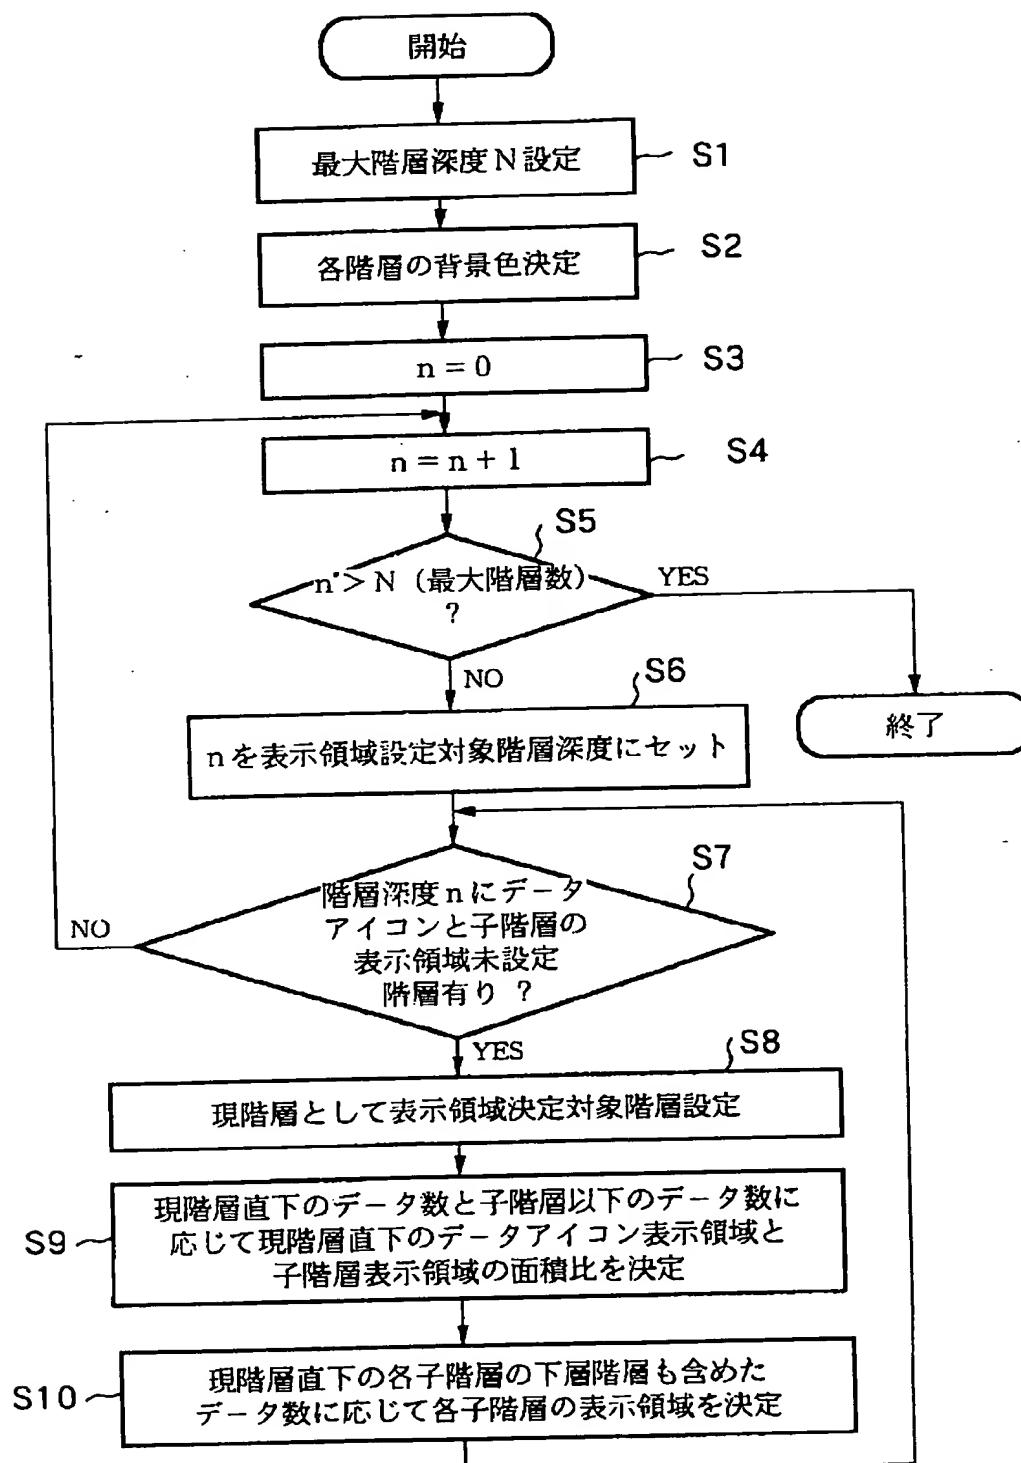 開始
最大階層深度N設定
S1
各階層の背景色決定
S2
n = 0
S3
n = n + 1
S4
S5
n > N (最大階層数)
?
YES
NO
S6
終了
nを表示領域設定対象階層深度にセット
S7
階層深度nにデータ
アイコンと子階層の
表示領域未設定
階層有り ?
NO
YES
S8
現階層として表示領域決定対象階層設定
S9
現階層直下のデータ数と子階層以下のデータ数に
応じて現階層直下のデータアイコン表示領域と
子階層表示領域の面積比を決定
S10
現階層直下の各子階層の下層階層も含めた
データ数に応じて各子階層の表示領域を決定